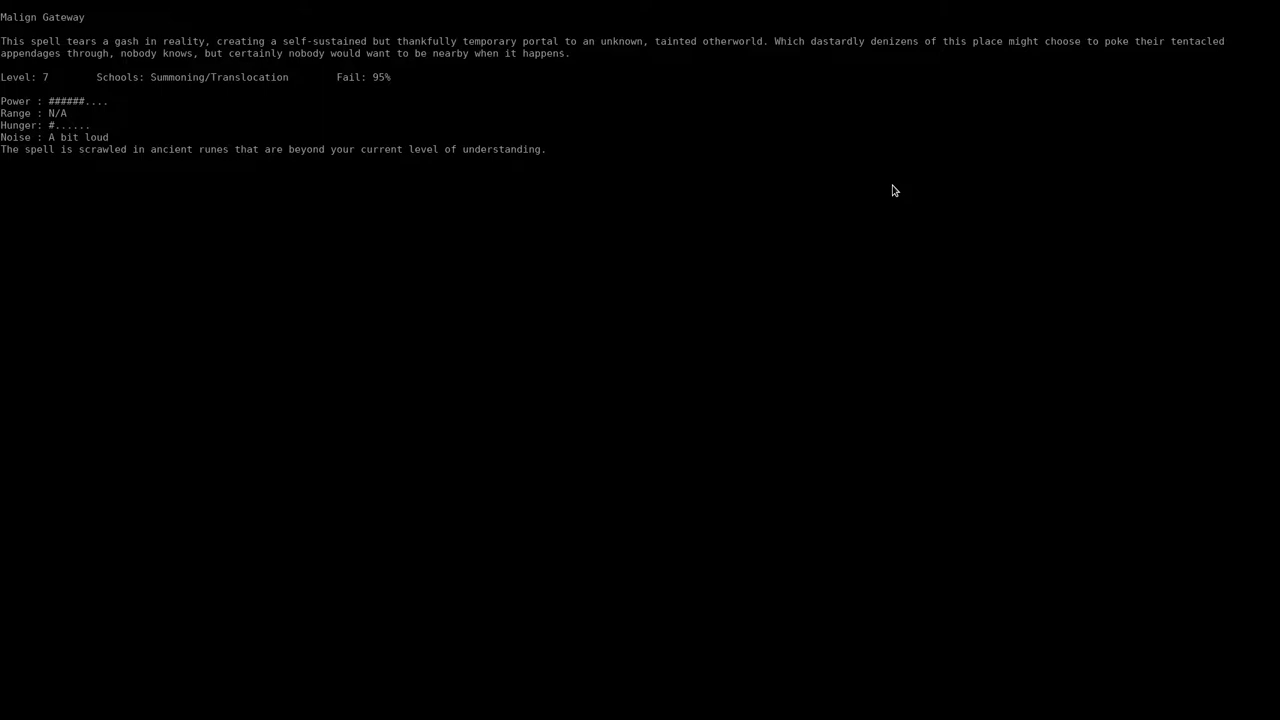 Malign Gateway
This spell tears a gash in reality, creating a self-sustained but thankfully temporary portal to an unknown, tainted otherworld. Which dastardly denizens of this place might choose to poke their tentacled
appendages through, nobody knows, but certainly nobody would want to be nearby when it happens.
Level: 7        Schools: Summoning/Translocation        Fail: 95%
Power : ######....
Range : N/A
Hunger: #......
Noise : A bit loud
The spell is scrawled in ancient runes that are beyond your current level of understanding.